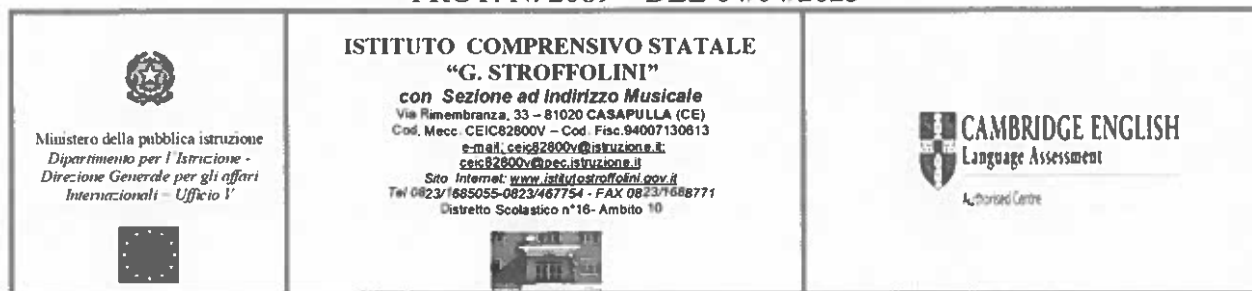 Ministero della pubblica istruzione
Dipartimento per l'Istruzione -
Direzione Generale per gli affari
Internazionali – Ufficio V
ISTITUTO COMPRENSIVO STATALE
“G. STROFFOLINI”
con Sezione ad Indirizzo Musicale
Via Rimembranza, 33 – 81020 CASAPULLA (CE)
Cod. Mecc. CEIC82800V – Cod. Fisc.94007130613
e-mail: ceic82800v@istruzione.it;
ceic82800v@pec.istruzione.it
Sito Internet: www.istitutostroffolini.gov.it
Tel 0823/1685055-0823/467754 - FAX 0823/1688771
Distretto Scolastico n°16- Ambito 10
CAMBRIDGE ENGLISH
Language Assessment
Authorised Centre